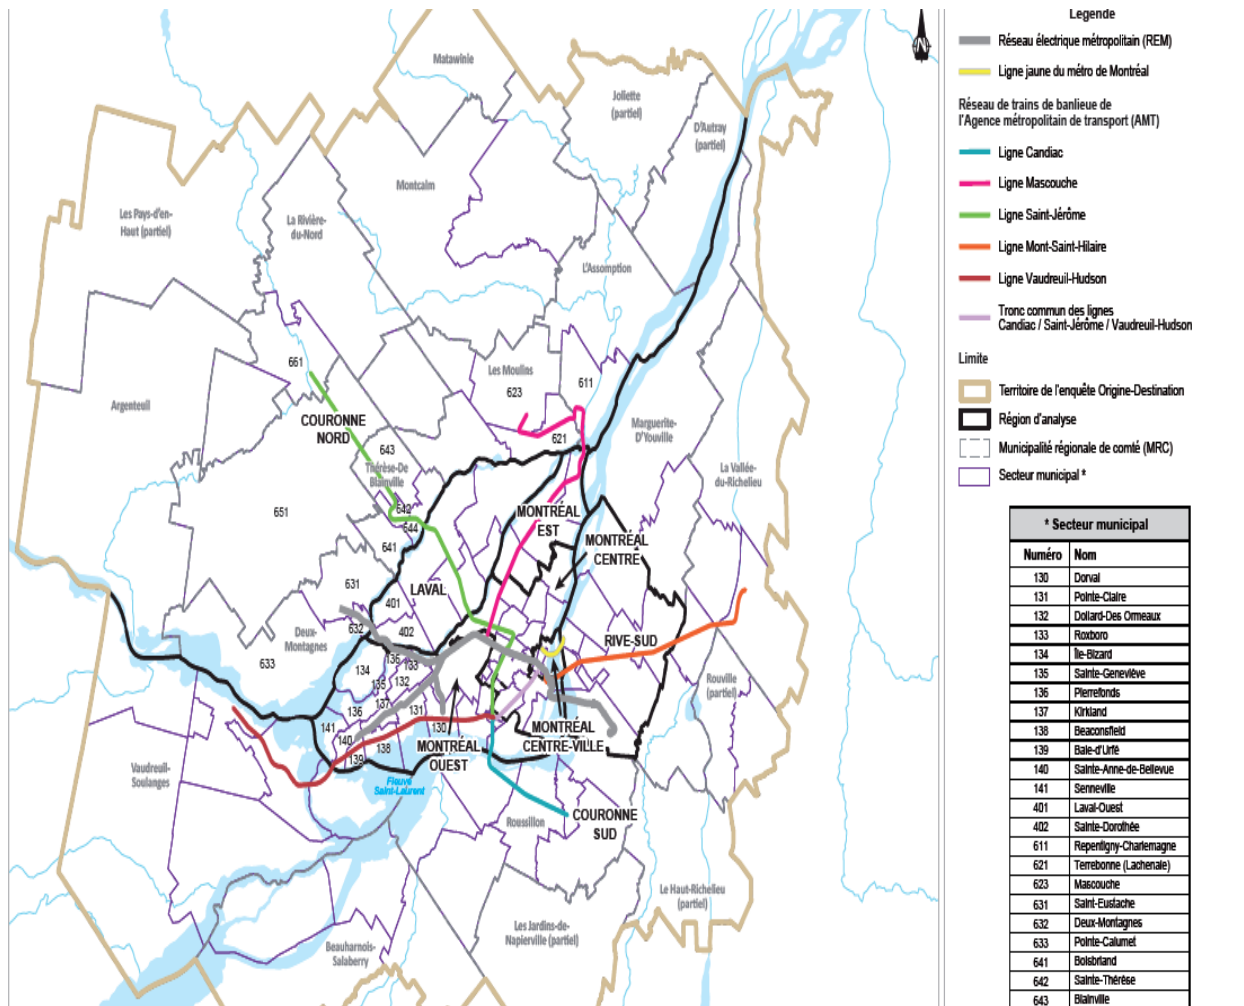 Matawinie
Joliette
(partiel)
D'Autray
(partiel)
Montcalm
Les Pays-d'en-
Haut (partiel)
La Rivière-
du-Nord
L'Assomption
661
Les Moulins
623
611
Argenteuil
COURONNE
NORD
Marguerite-
D'Youville
621
643
Thérèse-De
Blainville
La Vallée-
du-Richelieu
642
651
644
MONTRÉAL
EST
MONTRÉAL
CENTRE
641
631
LAVAL
401
632
402
Deux-
Montagnes
RIVE-SUD
633
134
136
133
135
132
Rouville
(partiel)
137
136
131
141
130
140
138
139
MONTRÉAL
OUEST
MONTRÉAL
CENTRE-VILLE
Vaudreuil-
Soulanges
Fleuve
Saint-Laurent
Roussillon
COURONNE
SUD
Le Haut-Richelieu
(partiel)
Les Jardins-de-
Napierville (partiel)
Beauharnois-
Salaberry
N
Légende
Réseau électrique métropolitain (REM)
Ligne jaune du métro de Montréal
Réseau de trains de banlieue de
l'Agence métropolitain de transport (AMT)
Ligne Candiac
Ligne Mascouche
Ligne Saint-Jérôme
Ligne Mont-Saint-Hilaire
Ligne Vaudreuil-Hudson
Tronc commun des lignes
Candiac / Saint-Jérôme / Vaudreuil-Hudson
Limite
Territoire de l'enquête Origine-Destination
Région d'analyse
Municipalité régionale de comté (MRC)
Secteur municipal *
* Secteur municipal
Numéro Nom
130 Dorval
131 Pointe-Claire
132 Dollard-Des Ormeaux
133 Roxboro
134 Île-Bizard
135 Sainte-Geneviève
136 Pierrefonds
137 Kirkland
138 Beaconsfield
139 Baie-d'Urfé
140 Sainte-Anne-de-Bellevue
141 Senneville
401 Laval-Ouest
402 Sainte-Dorothée
611 Repentigny-Charlemagne
621 Terrebonne (Lachenaie)
623 Mascouche
631 Saint-Eustache
632 Deux-Montagnes
633 Pointe-Calumet
641 Boisbriand
642 Sainte-Thérèse
643 Blainville